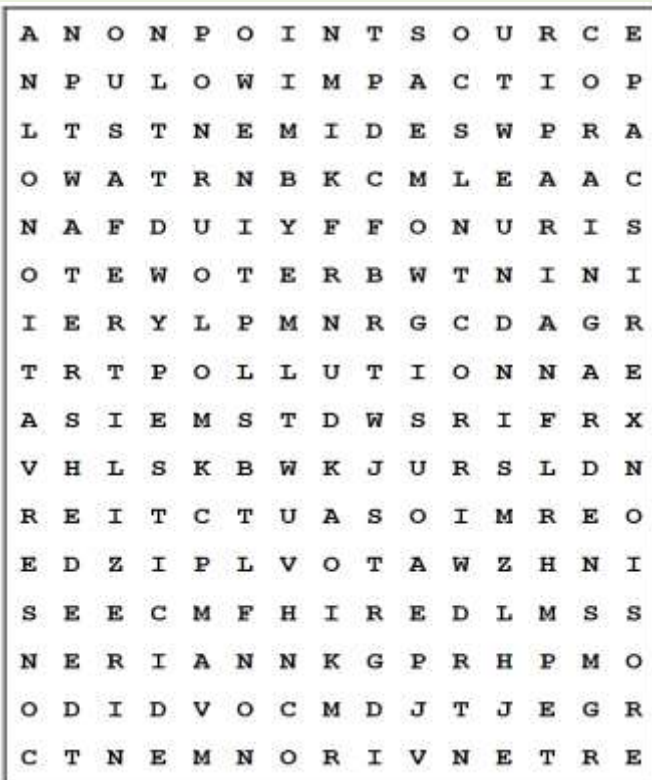 A N O N P O I N T S O U R C E
N P U L O W I M P A C T I O P
L T S T N E M I D E S W P R A
O W A T R N B K C M L E A A C
N A F D U I Y F F O N U R I S
O T E W O T E R B W T N I N I
I E R Y L P M N R G C D A G R
T R T P O L L U T I O N N A E
A S I E M S T D W S R I F R X
V H L S K B W K J U R S L D N
R E I T C T U A S O I M R E O
E D Z I P L V O T A W Z H N I
S E E C M F H I R E D L M S S
N E R I A N N K G P R H P M O
O D I D V O C M D J T J E G R
C T N E M N O R I V N E T R E